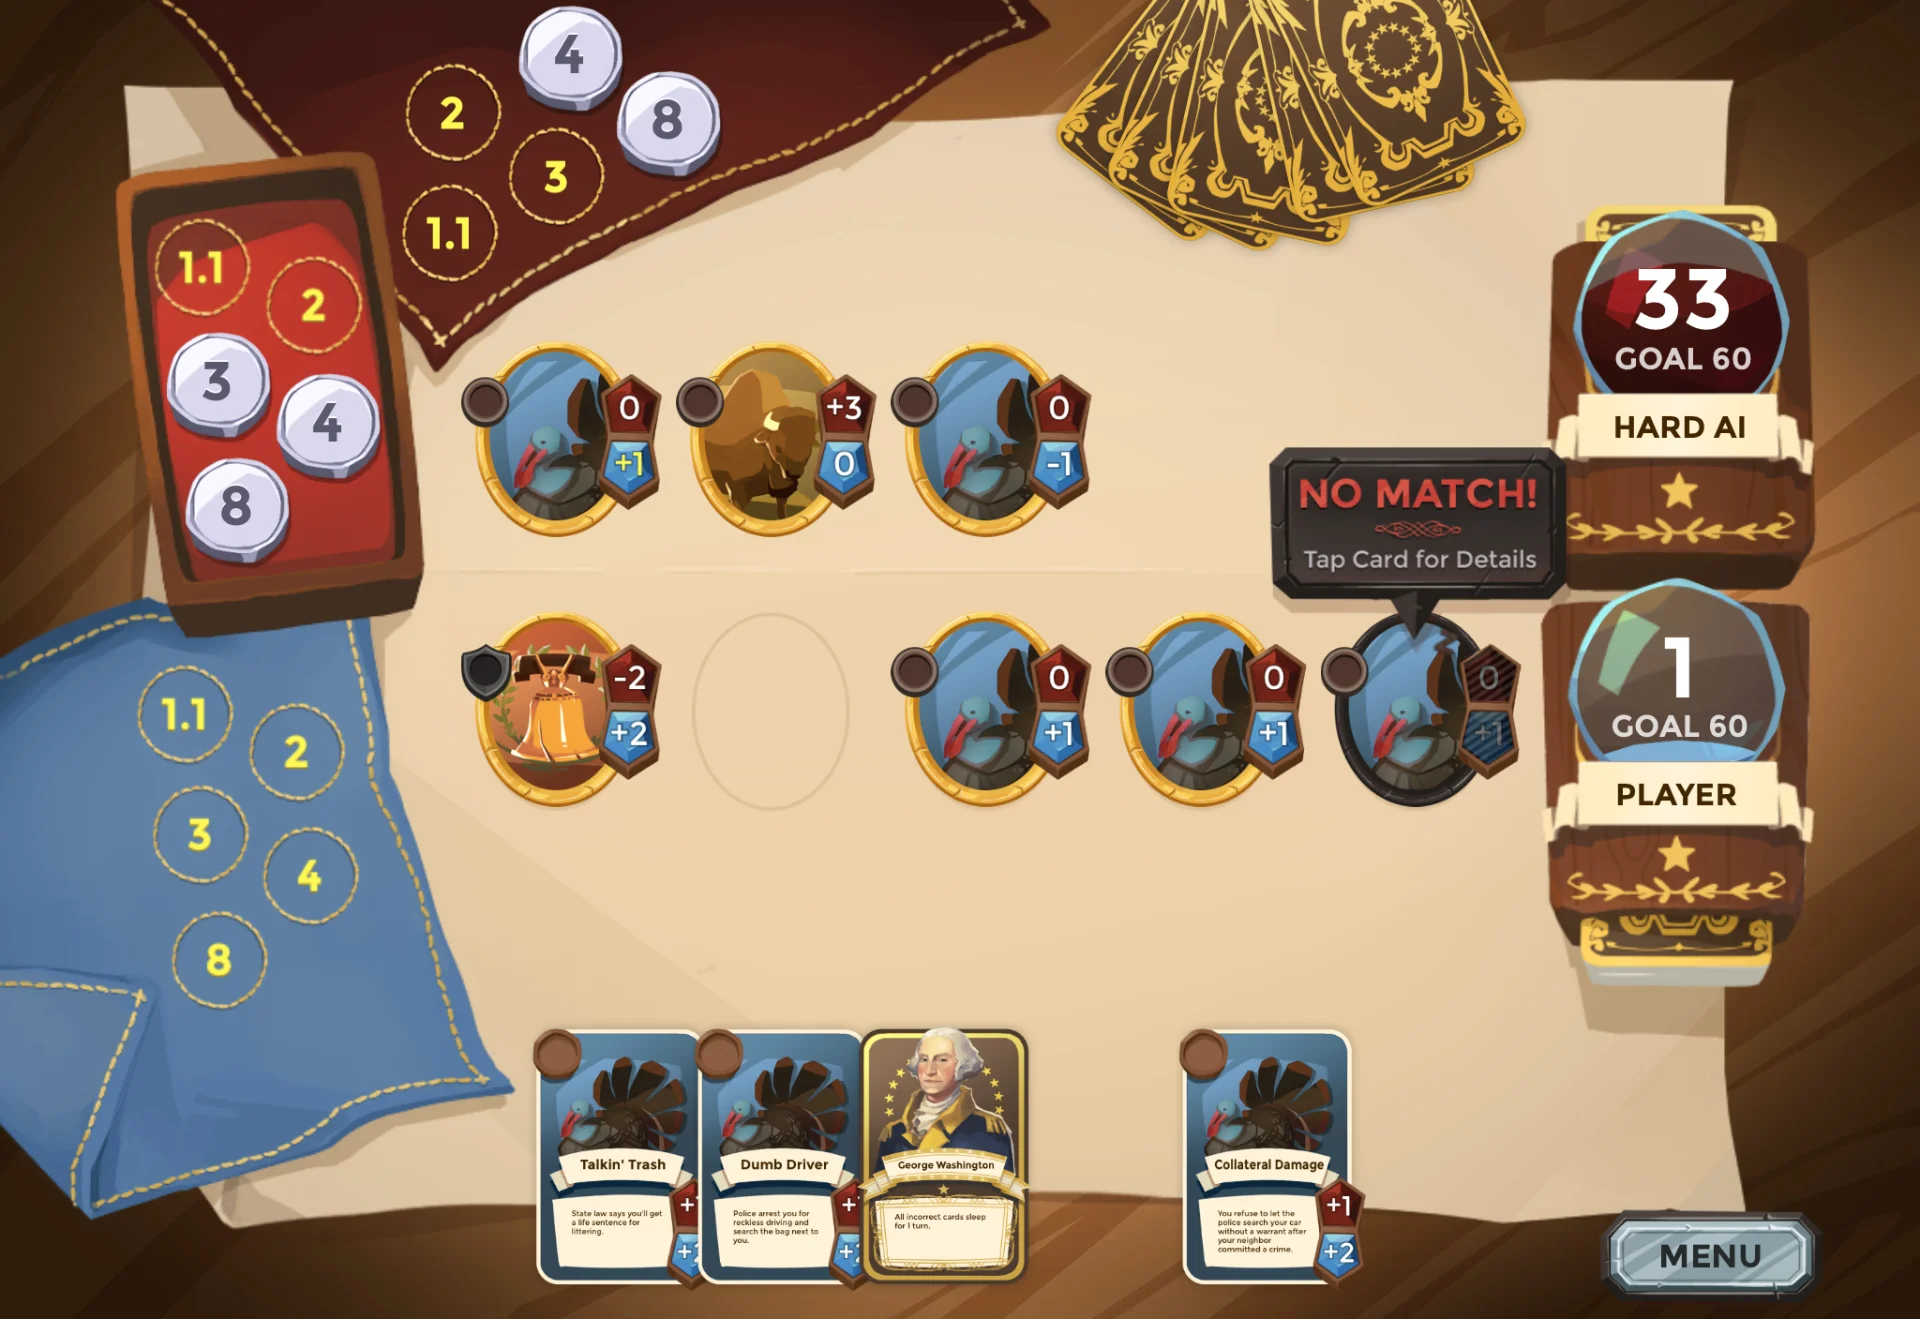 4
2
8
3
1.1
1.1
2
3
4
8
33
GOAL 60
HARD AI
0
+1
+3
0
0
-1
NO MATCH!
Tap Card for Details
-2
+2
0
+1
0
+1
0
+1
1
GOAL 60
PLAYER
1.1
2
3
4
8
Talkin' Trash
State law says you'll get
a life sentence for
littering.
Dumb Driver
Police arrest you for
reckless driving and
search the bag next to
you.
George Washington
All incorrect cards sleep
for 1 turn.
Collateral Damage
You refuse to let the
police search your car
without a warrant after
your neighbor
committed a crime.
+1
+2
MENU